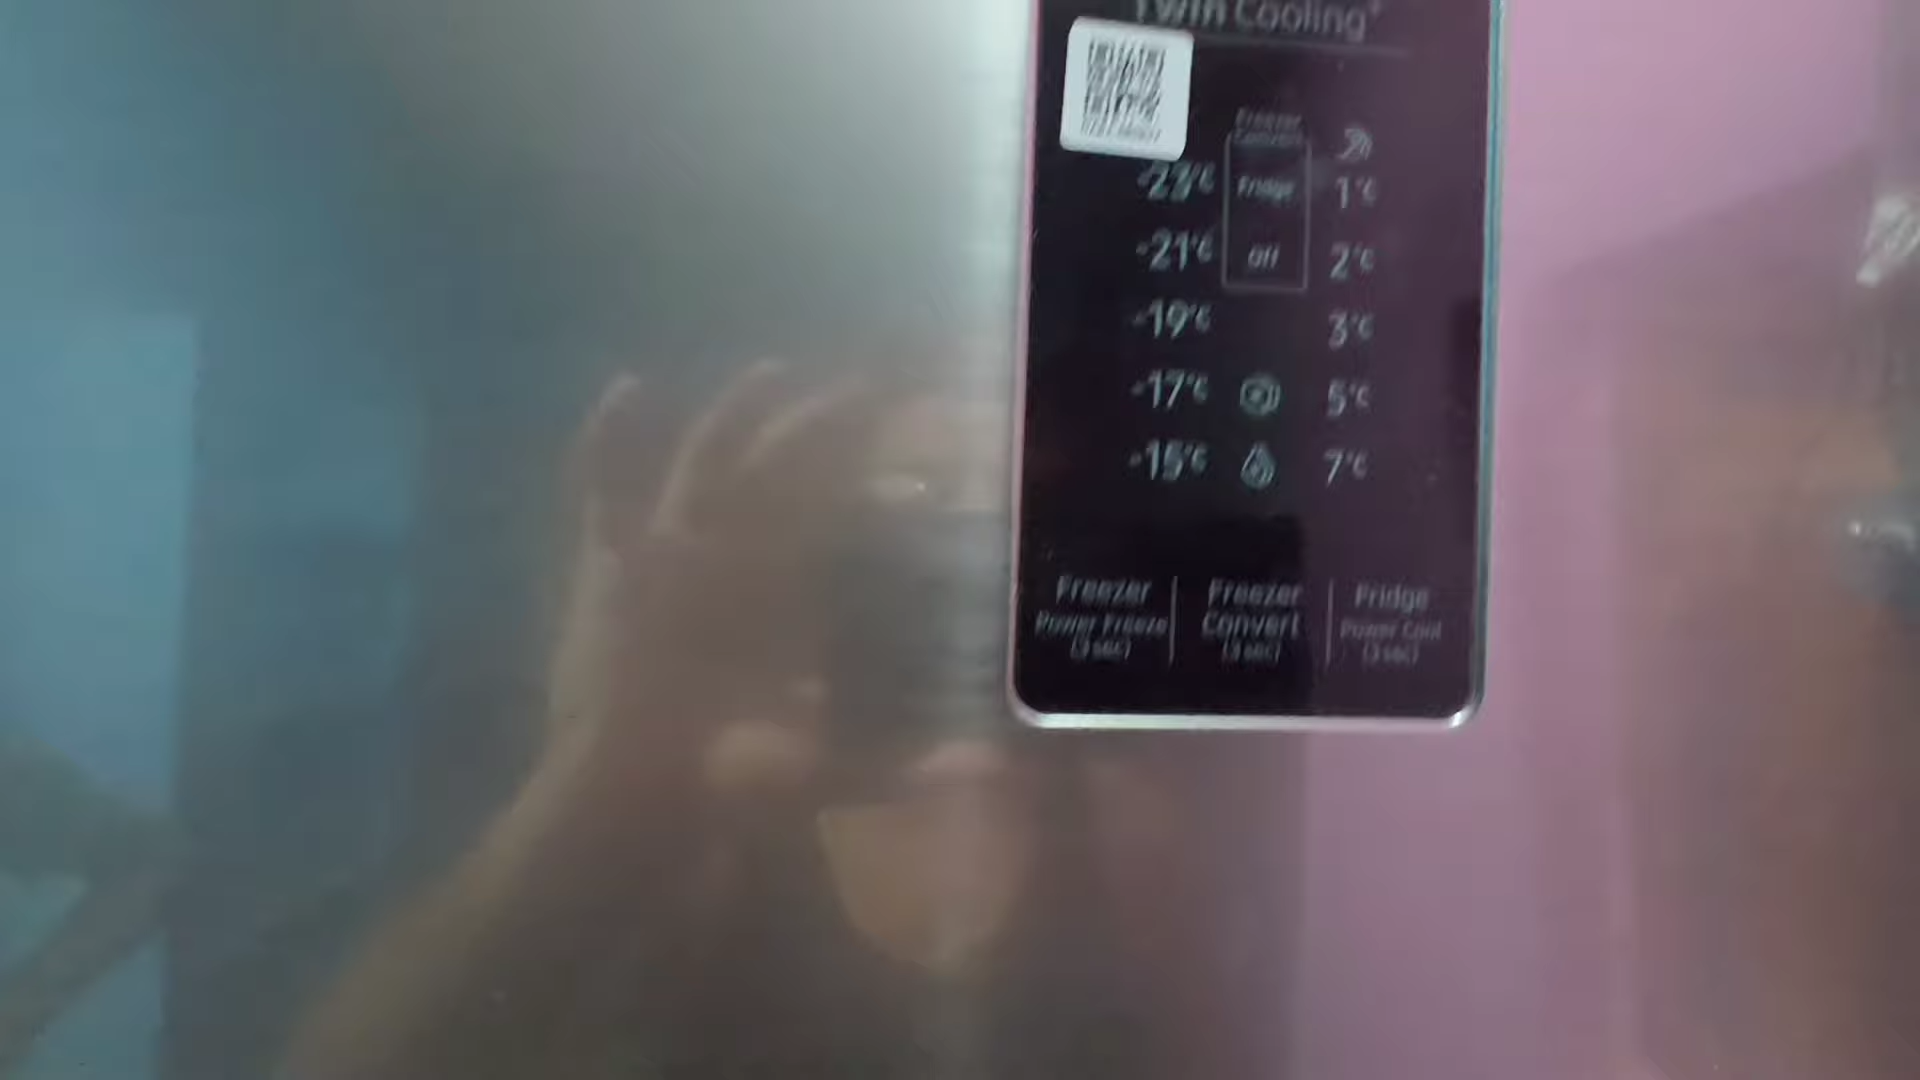 Twin Cooling+
Freezer
Convert
-23°C Fridge 1°C
-21°C Off 2°C
-19°C 3°C
-17°C 5°C
-15°C 7°C
Freezer Freezer Fridge
Power Freeze Convert Power Cool
(3 sec) (3 sec) (3 sec)